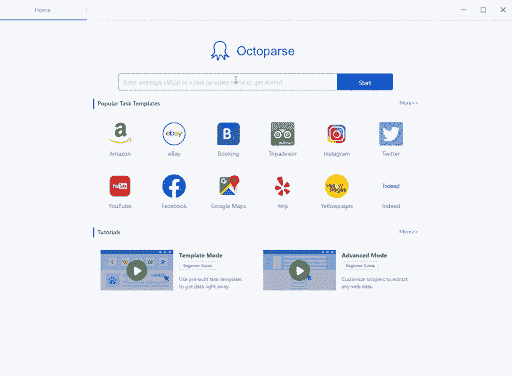 Home
Octoparse
Enter webpage URL(s) or a task template name to get started
Start
Popular Task Templates
More>>
Amazon
eBay
Booking
Tripadvisor
Instagram
Twitter
YouTube
Facebook
Google Maps
Yelp
Yellowpages
Indeed
Tutorials
More>>
Template Mode
Beginner Guide
Use pre-built task templates
to get data right away.
Advanced Mode
Beginner Guide
Customize scrapers to extract
any web data.